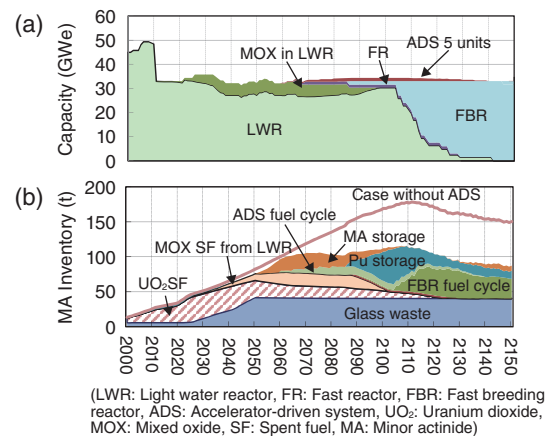 (a)
60
50
40
30
20
10
0
Capacity (GWe)
MOX in LWR
FR
ADS 5 units
LWR
FBR
(b)
200
150
100
50
0
MA Inventory (t)
Case without ADS
ADS fuel cycle
MOX SF from LWR
MA storage
Pu storage
UO₂SF
FBR fuel cycle
Glass waste
2000
2010
2020
2030
2040
2050
2060
2070
2080
2090
2100
2110
2120
2130
2140
2150
(LWR: Light water reactor, FR: Fast reactor, FBR: Fast breeding
reactor, ADS: Accelerator-driven system, UO₂: Uranium dioxide,
MOX: Mixed oxide, SF: Spent fuel, MA: Minor actinide)